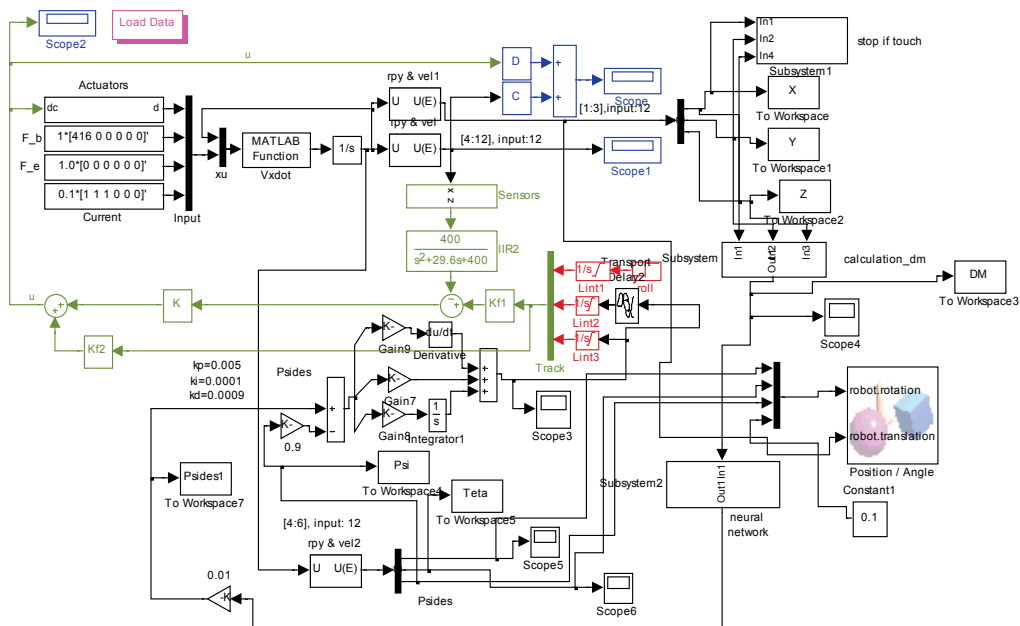 Scope2
Load Data
u
Actuators
dc
d
F_b
1*[416 0 0 0 0 0]'
F_e
1.0*[0 0 0 0 0 0]'
0.1*[1 1 1 0 0 0]'
Current
Input
xu
MATLAB
Function
Vxdot
1/s
rpy & vel1
U
U(E)
rpy & vel
U
U(E)
D
C
+
+
Scope
[1:3],input:12
[4:12], input:12
Scope1
In1
In2
In4
stop if touch
Subsystem1
X
To Workspace
Y
To Workspace1
Z
To Workspace2
x
z
Sensors
400
s²+29.6s+400
IIR2
Subsystem
In1
Out
In2
In3
calculation_dm
DM
To Workspace3
Scope4
u
+
+
K
Kf1
Kf2
1/s
Lint1
1/s
Lint2
1/s
Lint3
Transport
Delay2
Track
K-
Gain9
du/dt
Derivative
kp=0.005
ki=0.0001
kd=0.0009
Psides
+
−
K-
Gain7
K-
Gain8
1
s
Integrator1
+
+
+
Scope3
K-
0.9
robot.rotation
robot.translation
Position / Angle
Psides1
To Workspace7
Psi
To Workspace4
Teta
To Workspace5
Subsystem2
Out1
In1
neural
network
Constant1
0.1
[4:6], input: 12
rpy & vel2
U
U(E)
Psides
Scope5
Scope6
0.01
-K-